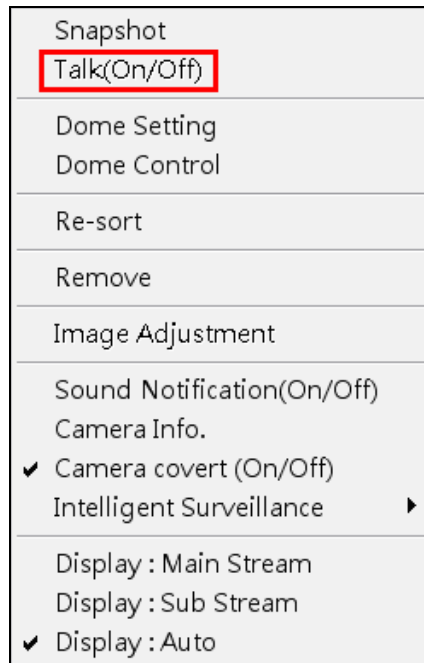 Snapshot
Talk(On/Off)
Dome Setting
Dome Control
Re-sort
Remove
Image Adjustment
Sound Notification(On/Off)
Camera Info.
Camera covert (On/Off)
Intelligent Surveillance
Display : Main Stream
Display : Sub Stream
Display : Auto